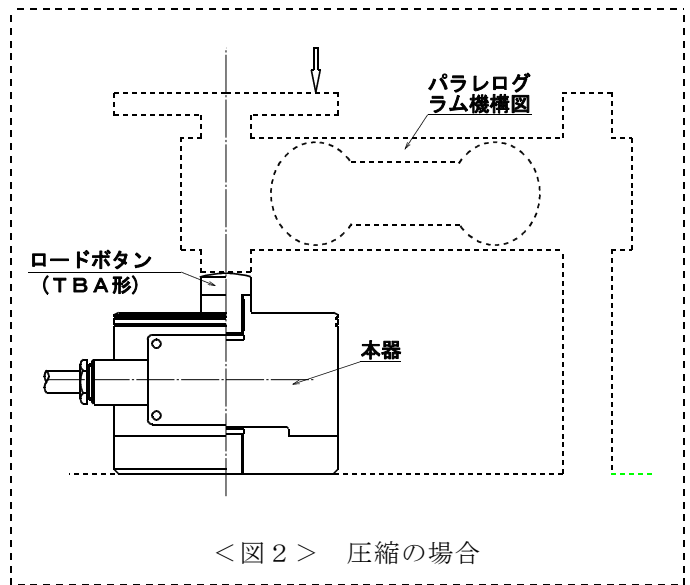 パラレログ
ラム機構図
ロードボタン
（ＴＢＡ形）
本器
＜図２＞　圧縮の場合